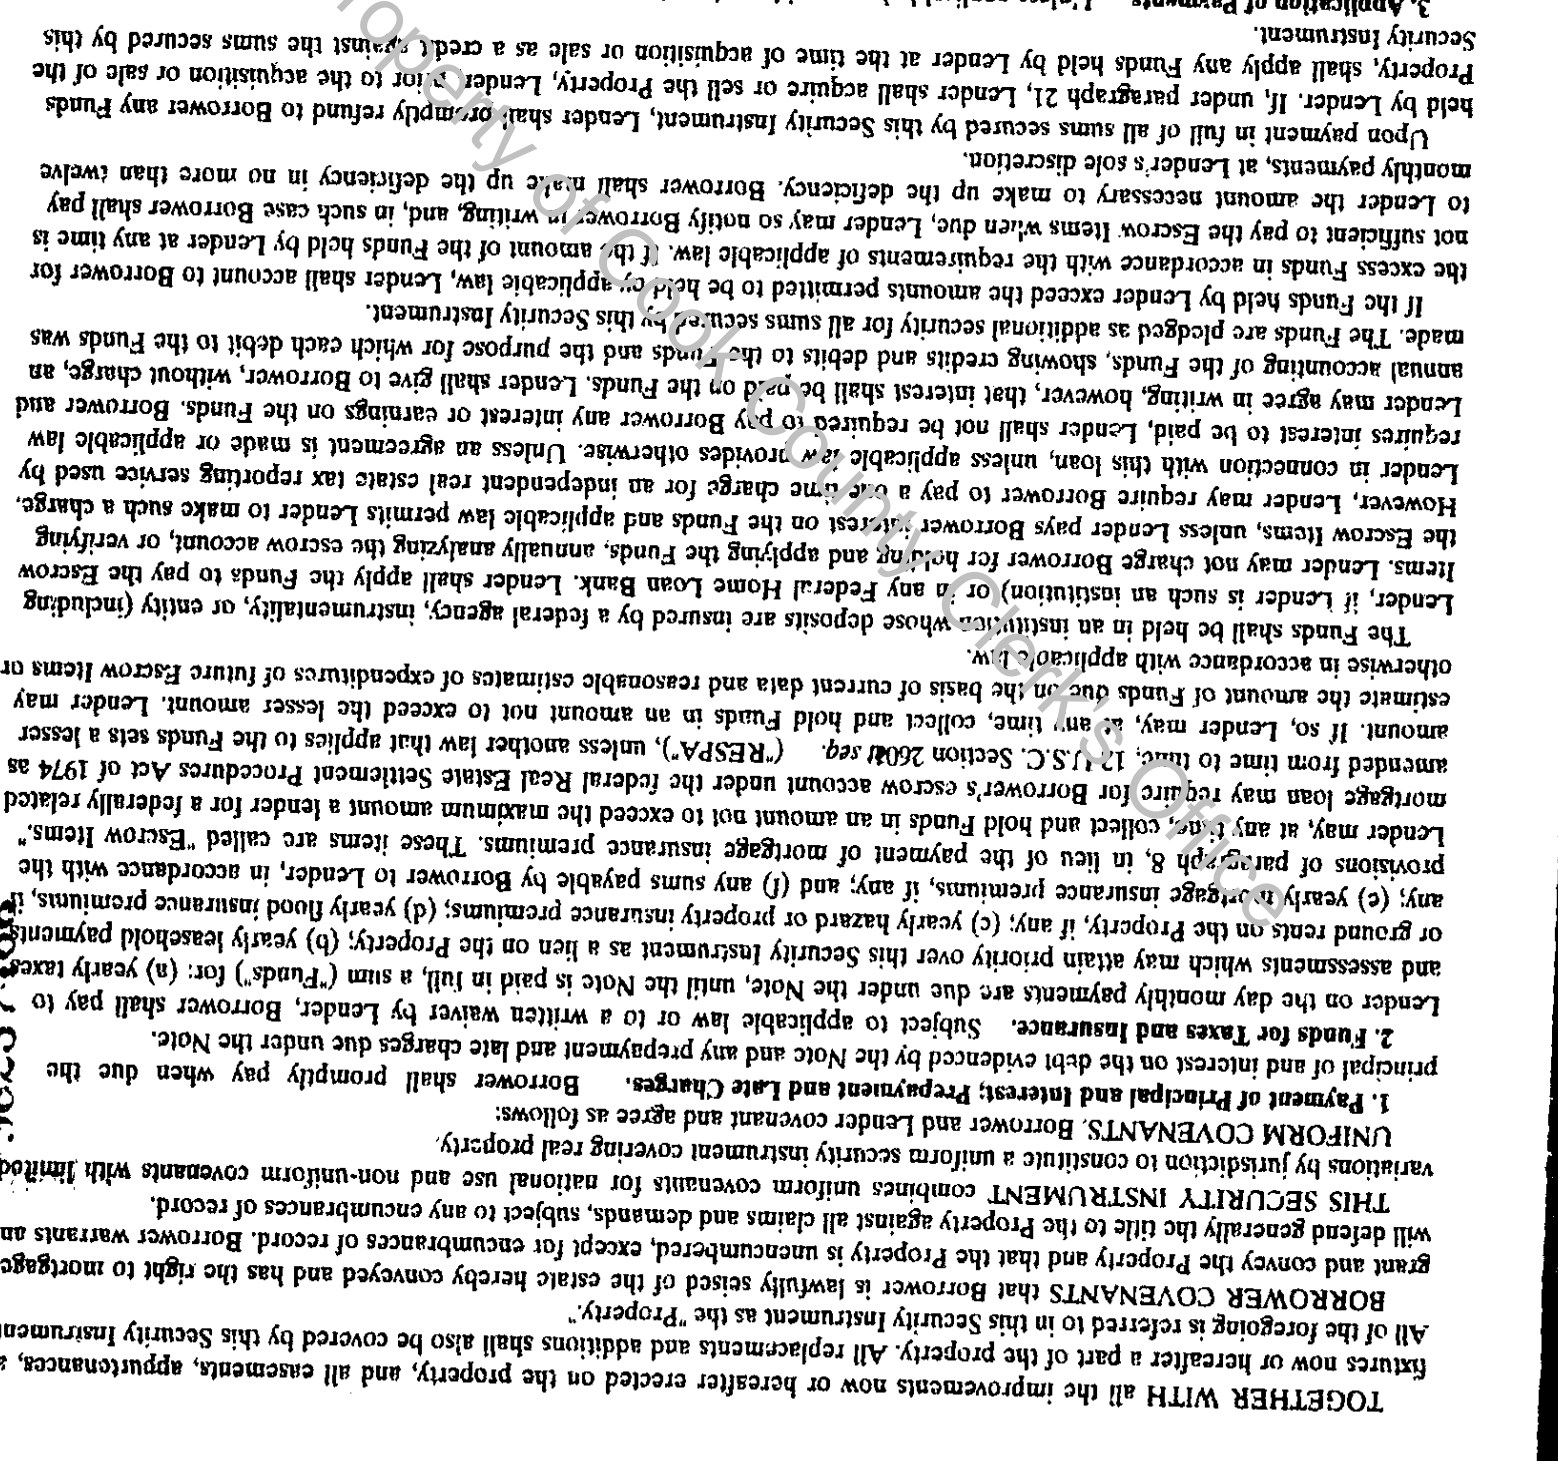 TOGETHER WITH all the improvements now or hereafter erected on the property, and all easements, appurtenances,
fixtures now or hereafter a part of the property. All replacements and additions shall also be covered by this Security Instrument
All of the foregoing is referred to in this Security Instrument as the "Property."
BORROWER COVENANTS that Borrower is lawfully seised of the estate hereby conveyed and has the right to mortgage
grant and convey the Property and that the Property is unencumbered, except for encumbrances of record. Borrower warrants an
will defend generally the title to the Property against all claims and demands, subject to any encumbrances of record.
THIS SECURITY INSTRUMENT combines uniform covenants for national use and non-uniform covenants with limited
variations by jurisdiction to constitute a uniform security instrument covering real property.
UNIFORM COVENANTS. Borrower and Lender covenant and agree as follows:
1. Payment of Principal and Interest; Prepayment and Late Charges. Borrower shall promptly pay when due the
principal of and interest on the debt evidenced by the Note and any prepayment and late charges due under the Note.
2. Funds for Taxes and Insurance. Subject to applicable law or to a written waiver by Lender, Borrower shall pay to
Lender on the day monthly payments are due under the Note, until the Note is paid in full, a sum ("Funds") for: (a) yearly taxes
and assessments which may attain priority over this Security Instrument as a lien on the Property; (b) yearly leasehold payments
or ground rents on the Property, if any; (c) yearly hazard or property insurance premiums; (d) yearly flood insurance premiums, if
any; (e) yearly mortgage insurance premiums, if any; and (f) any sums payable by Borrower to Lender, in accordance with the
provisions of paragraph 8, in lieu of the payment of mortgage insurance premiums. These items are called "Escrow Items."
Lender may, at any time, collect and hold Funds in an amount not to exceed the maximum amount a lender for a federally related
mortgage loan may require for Borrower's escrow account under the federal Real Estate Settlement Procedures Act of 1974 as
amended from time to time, 12 U.S.C. Section 2601 seq. ("RESPA"), unless another law that applies to the Funds sets a lesser
amount. If so, Lender may, at any time, collect and hold Funds in an amount not to exceed the lesser amount. Lender may
estimate the amount of Funds due on the basis of current data and reasonable estimates of expenditures of future Escrow Items or
otherwise in accordance with applicable law.
The Funds shall be held in an institution whose deposits are insured by a federal agency, instrumentality, or entity (including
Lender, if Lender is such an institution) or in any Federal Home Loan Bank. Lender shall apply the Funds to pay the Escrow
Items. Lender may not charge Borrower for holding and applying the Funds, annually analyzing the escrow account, or verifying
the Escrow Items, unless Lender pays Borrower interest on the Funds and applicable law permits Lender to make such a charge.
However, Lender may require Borrower to pay a one time charge for an independent real estate tax reporting service used by
Lender in connection with this loan, unless applicable law provides otherwise. Unless an agreement is made or applicable law
requires interest to be paid, Lender shall not be required to pay Borrower any interest or earnings on the Funds. Borrower and
Lender may agree in writing, however, that interest shall be paid on the Funds. Lender shall give to Borrower, without charge, an
annual accounting of the Funds, showing credits and debits to the Funds and the purpose for which each debit to the Funds was
made. The Funds are pledged as additional security for all sums secured by this Security Instrument.
If the Funds held by Lender exceed the amounts permitted to be held by applicable law, Lender shall account to Borrower for
the excess Funds in accordance with the requirements of applicable law. If the amount of the Funds held by Lender at any time is
not sufficient to pay the Escrow Items when due, Lender may so notify Borrower in writing, and, in such case Borrower shall pay
to Lender the amount necessary to make up the deficiency. Borrower shall make up the deficiency in no more than twelve
monthly payments, at Lender's sole discretion.
Upon payment in full of all sums secured by this Security Instrument, Lender shall promptly refund to Borrower any Funds
held by Lender. If, under paragraph 21, Lender shall acquire or sell the Property, Lender, prior to the acquisition or sale of the
Property, shall apply any Funds held by Lender at the time of acquisition or sale as a credit against the sums secured by this
Security Instrument.
3. Application of Payments.
Property of Cook County Clerk's Office